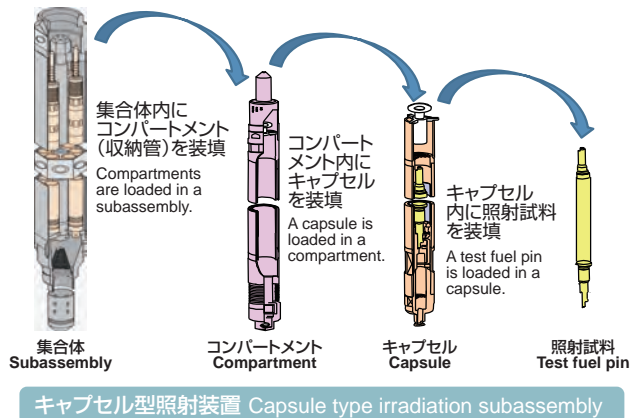 集合体内に
コンパートメント
(収納管)を装填
Compartments
are loaded in a
subassembly.
コンパート
メント内に
キャプセル
を装填
A capsule is
loaded in a
compartment.
キャプセル
内に照射試料
を装填
A test fuel pin
is loaded in a
capsule.
集合体
Subassembly
コンパートメント
Compartment
キャプセル
Capsule
照射試料
Test fuel pin
キャプセル型照射装置 Capsule type irradiation subassembly